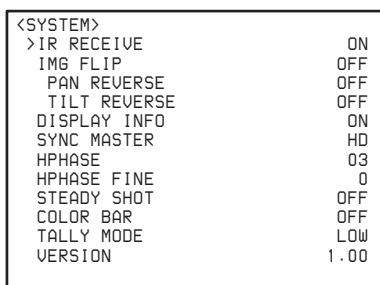 <SYSTEM>
>IR RECEIVE ON
IMG FLIP OFF
PAN REVERSE OFF
TILT REVERSE OFF
DISPLAY INFO ON
SYNC MASTER HD
HPHASE 03
HPHASE FINE 0
STEADY SHOT OFF
COLOR BAR OFF
TALLY MODE LOW
VERSION 1.00